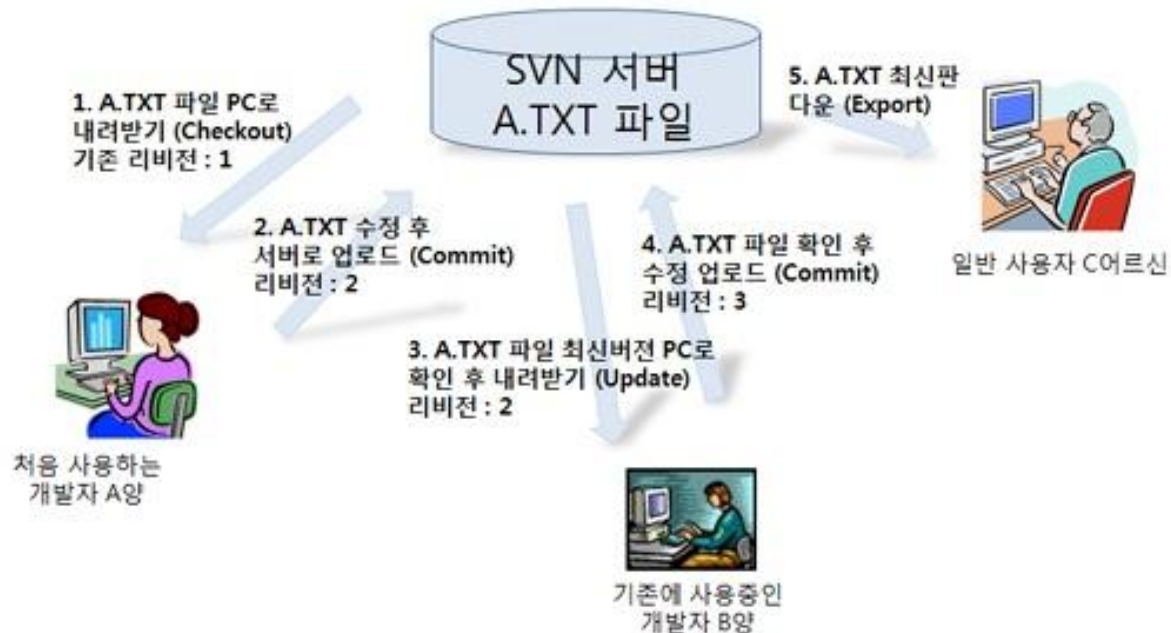 SVN 서버
A.TXT 파일
1. A.TXT 파일 PC로
내려받기 (Checkout)
기존 리비전 : 1
2. A.TXT 수정 후
서버로 업로드 (Commit)
리비전 : 2
3. A.TXT 파일 최신버젼 PC로
확인 후 내려받기 (Update)
리비전 : 2
4. A.TXT 파일 확인 후
수정 업로드 (Commit)
리비전 : 3
5. A.TXT 최신판
다운 (Export)
처음 사용하는
개발자 A양
기존에 사용중인
개발자 B양
일반 사용자 C어르신